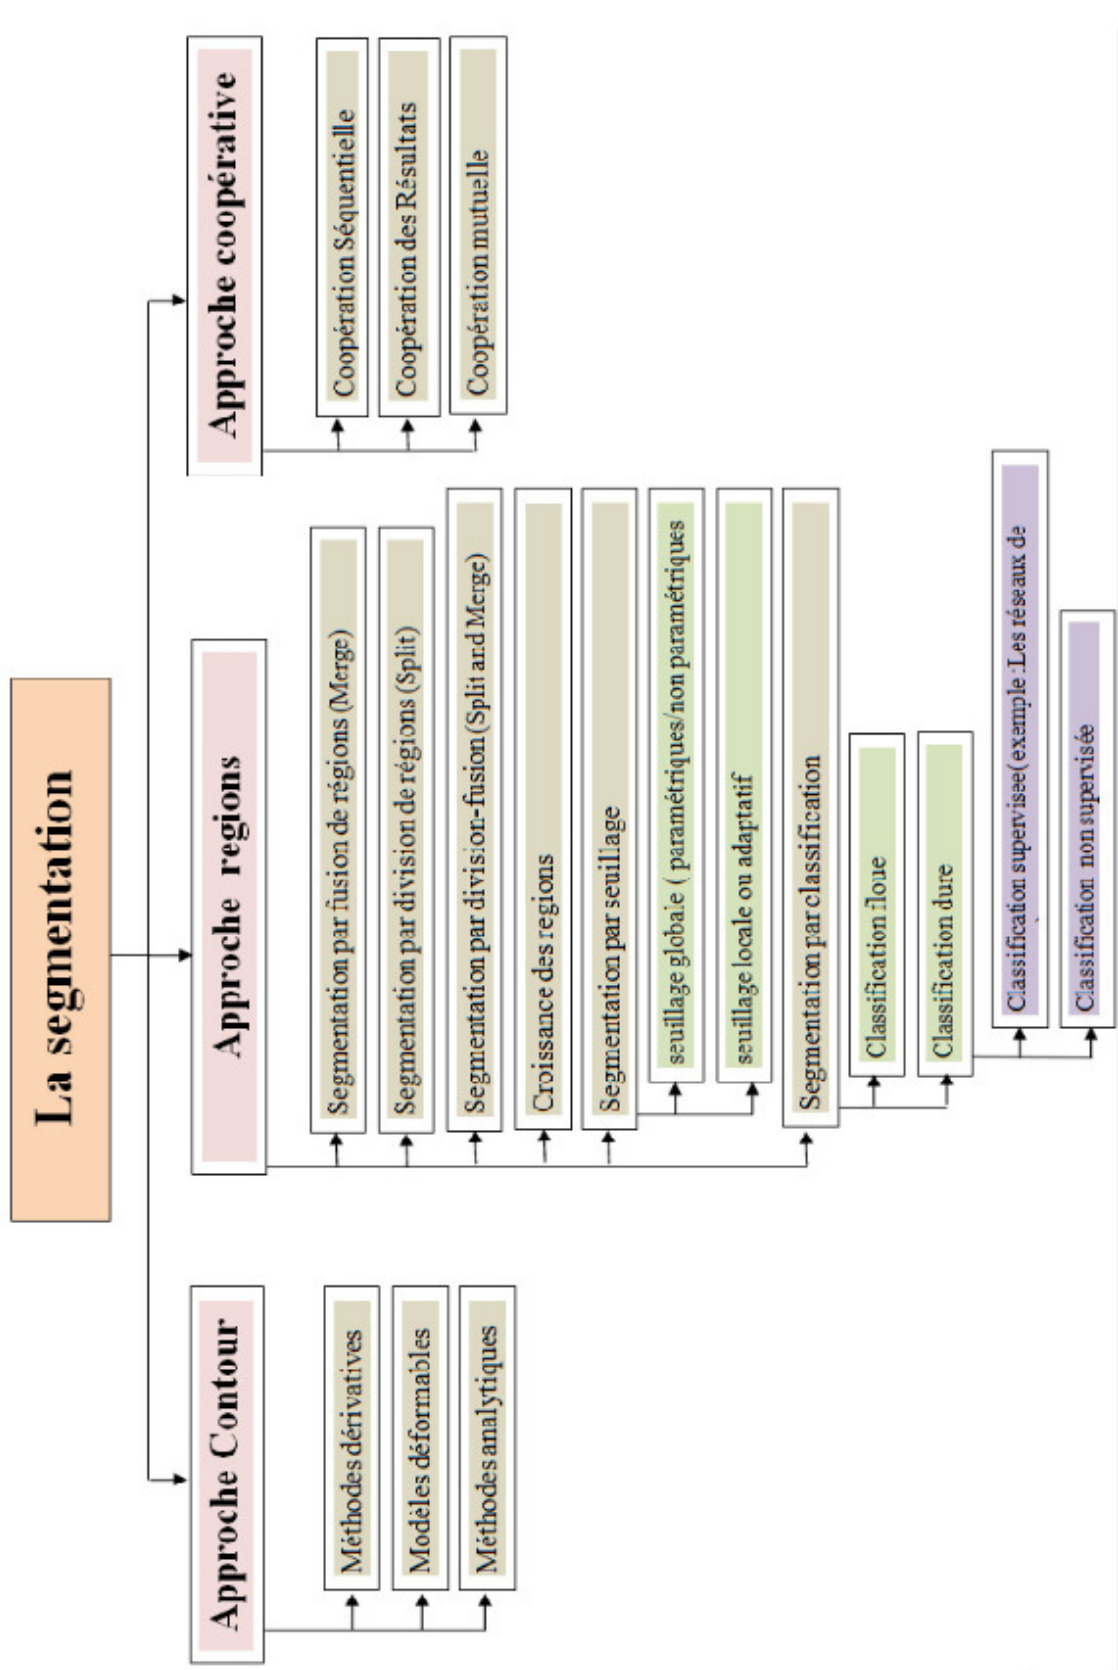 La segmentation
Approche Contour
Méthodes dérivatives
Modèles déformables
Méthodes analytiques
Approche regions
Segmentation par fusion de régions (Merge)
Segmentation par division de régions (Split)
Segmentation par division-fusion (Split and Merge)
Croissance des regions
Segmentation par seuillage
seuillage globale ( paramétriques/non paramétriques
seuillage locale ou adaptatif
Segmentation par classification
Classification floue
Classification dure
Classification supervisee( exemple :Les réseaux de
Classification non supervisée
Approche coopérative
Coopération Séquentielle
Coopération des Résultats
Coopération mutuelle